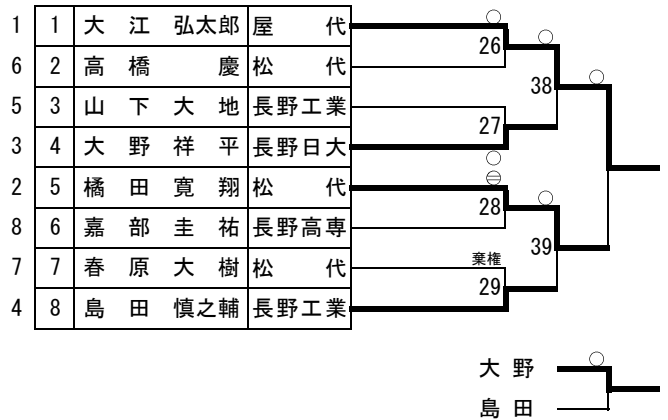 1 1 大江 弘太郎 屋代
6 2 高橋 慶 松代
26
5 3 山下大地 長野工業
38
3 4 大野祥平 長野日大
27
2 5 橘田寛翔 松代
8 6 嘉部圭祐 長野高専
28
7 7 春原大樹 松代
39
棄権
4 8 島田 慎之輔 長野工業
29
大野
島田